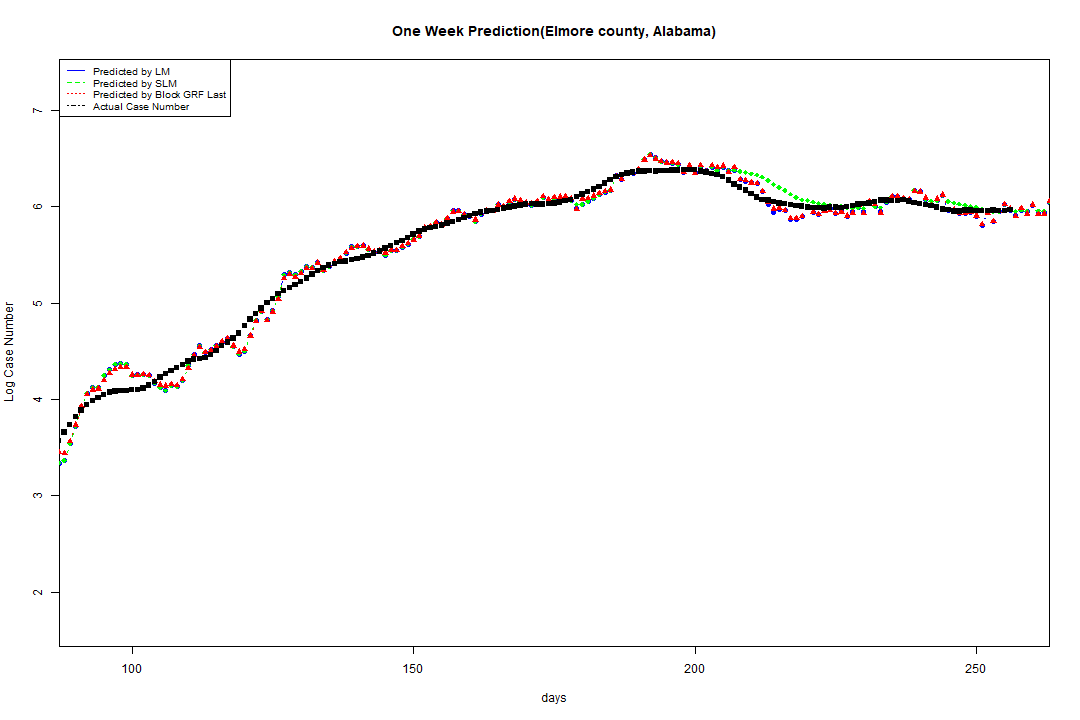 One Week Prediction(Elmore county, Alabama)
Predicted by LM
Predicted by SLM
Predicted by Block GRF Last
Actual Case Number
7
6
5
4
3
2
Log Case Number
100 150 200 250
days